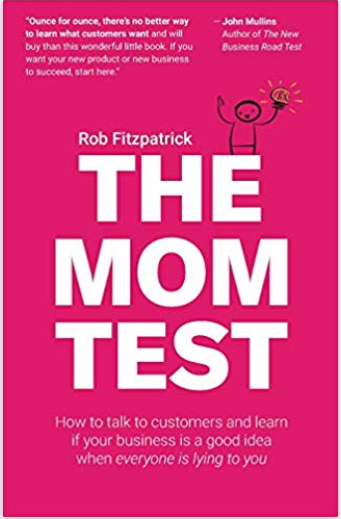 "Ounce for ounce, there's no better way
to learn what customers want and will
buy than this wonderful little book. If you
want your new product or new business
to succeed, start here."
— John Mullins
Author of The New
Business Road Test
Rob Fitzpatrick
THE
MOM
TEST
How to talk to customers and learn
if your business is a good idea
when everyone is lying to you